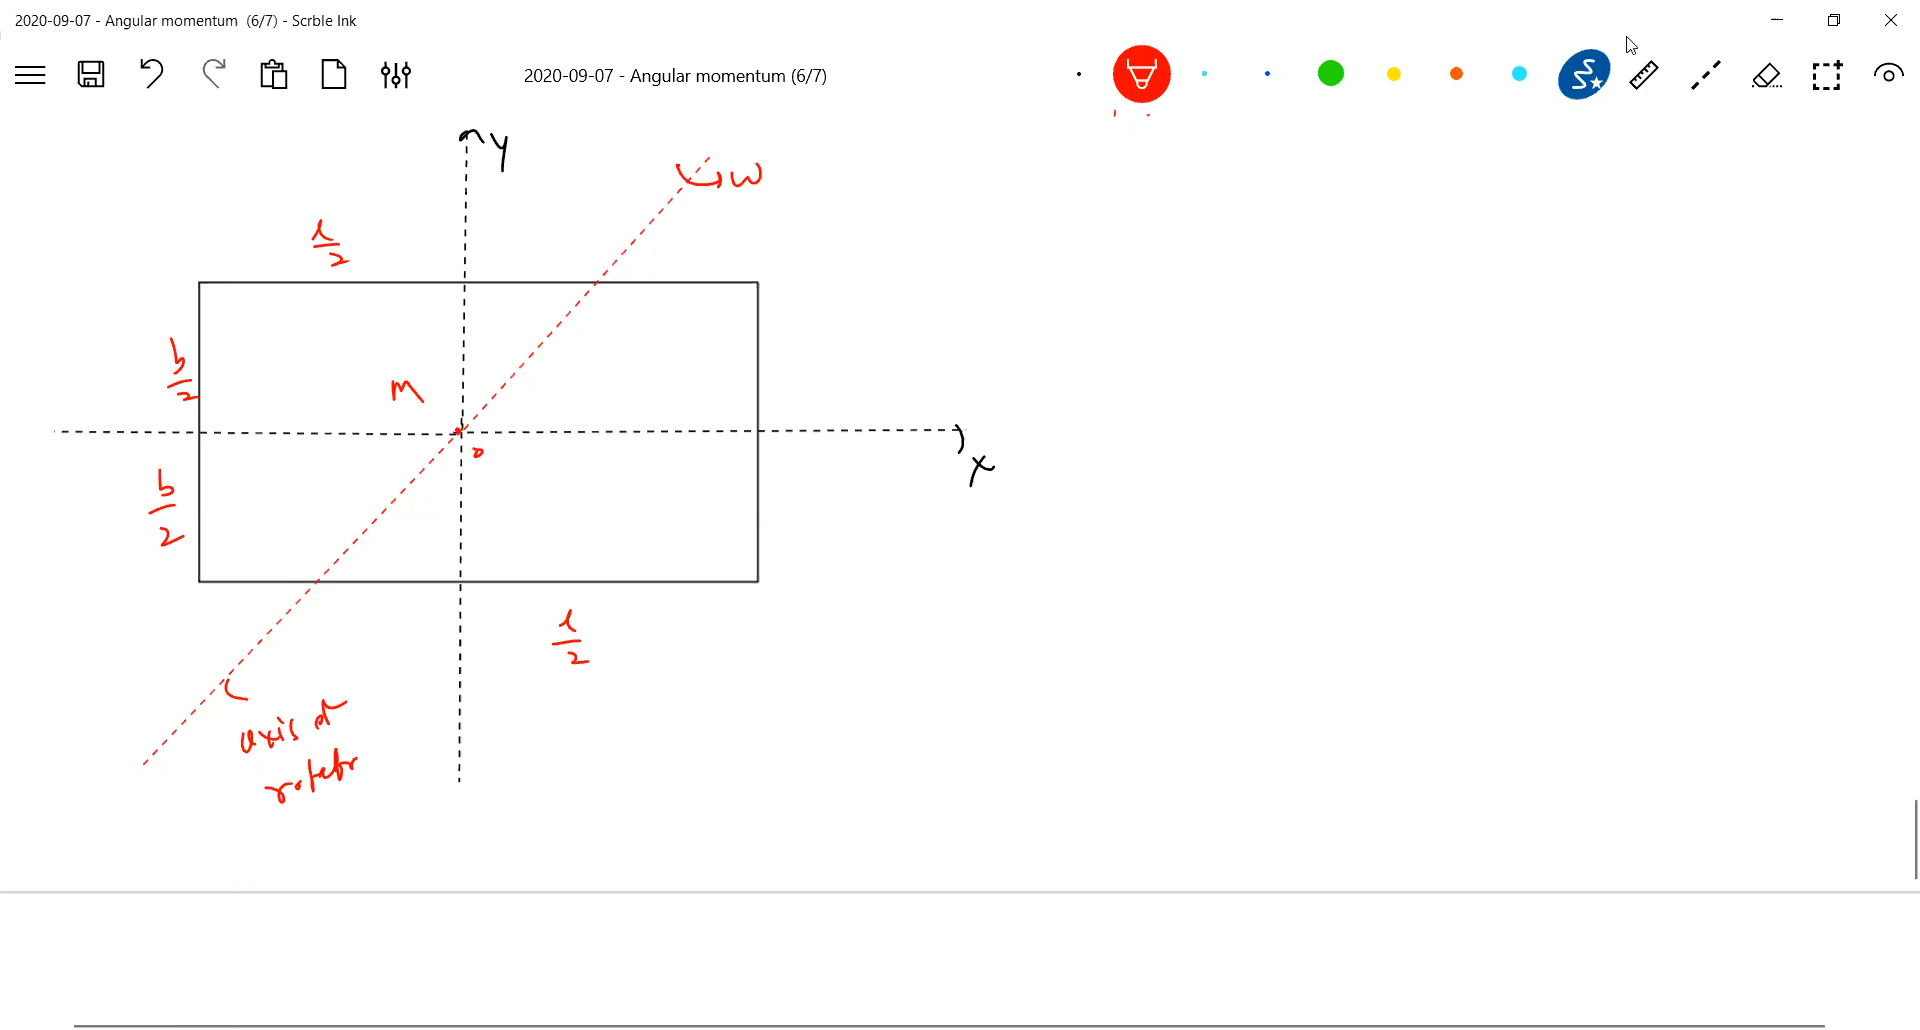 2020-09-07 - Angular momentum (6/7) - Scrble Ink
2020-09-07 - Angular momentum (6/7)
y
ω
l/2
b/2
M
o
x
b/2
l/2
axis of
rotatn